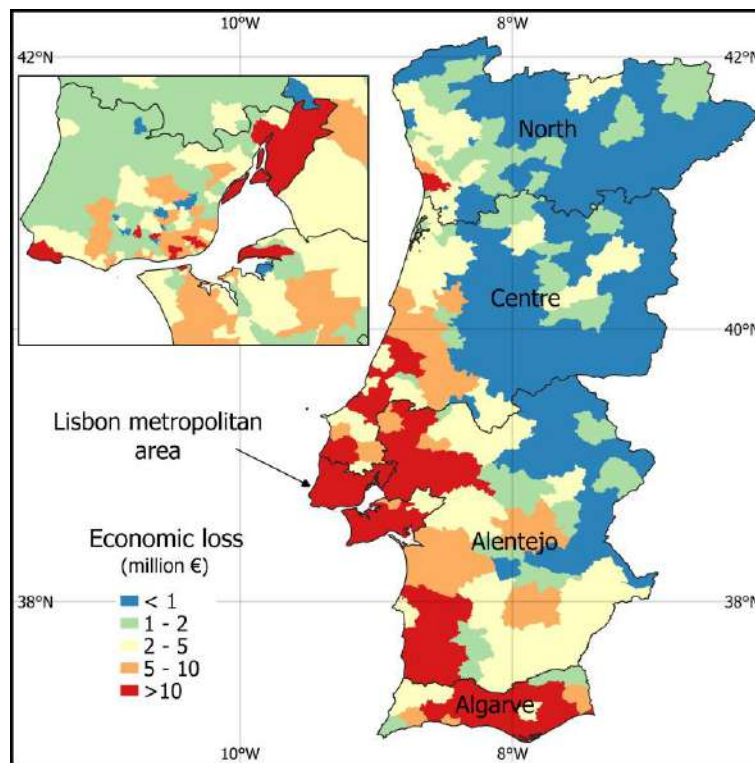 10°W
8°W
42°N
North
Centre
40°N
Lisbon metropolitan
area
Economic loss
(million €)
Alentejo
38°N
< 1
1 - 2
2 - 5
5 - 10
>10
38°N
Algarve
10°W
8°W